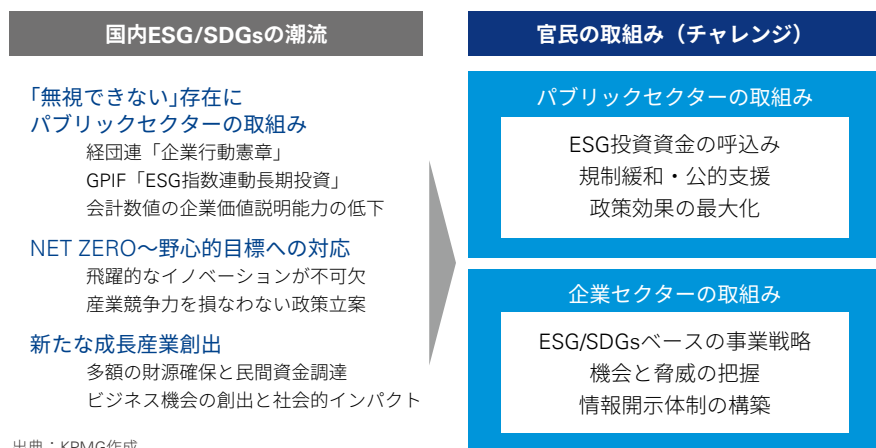 国内ESG/SDGsの潮流
「無視できない」存在に
パブリックセクターの取組み
経団連「企業行動憲章」
GPIF「ESG指数連動長期投資」
会計数値の企業価値説明能力の低下
NET ZERO～野心的目標への対応
飛躍的なイノベーションが不可欠
産業競争力を損なわない政策立案
新たな成長産業創出
多額の財源確保と民間資金調達
ビジネス機会の創出と社会的インパクト
官民の取組み（チャレンジ）
パブリックセクターの取組み
ESG投資資金の呼込み
規制緩和・公的支援
政策効果の最大化
企業セクターの取組み
ESG/SDGsベースの事業戦略
機会と脅威の把握
情報開示体制の構築
出典：KPMG作成